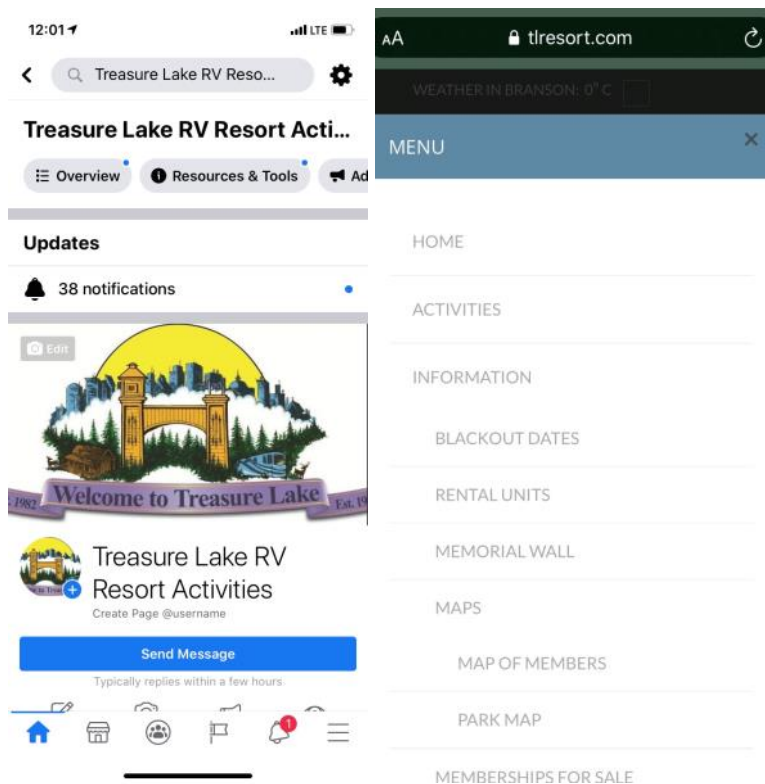 12:01
LTE
Treasure Lake RV Reso...
Treasure Lake RV Resort Acti...
Overview
Resources & Tools
Ad
Updates
38 notifications
Edit
1982
Welcome to Treasure Lake
Est. 19
Treasure Lake RV
Resort Activities
Create Page @username
Send Message
Typically replies within a few hours
1
AA
tlresort.com
WEATHER IN BRANSON: 0° C
MENU
×
HOME
ACTIVITIES
INFORMATION
BLACKOUT DATES
RENTAL UNITS
MEMORIAL WALL
MAPS
MAP OF MEMBERS
PARK MAP
MEMBERSHIPS FOR SALE